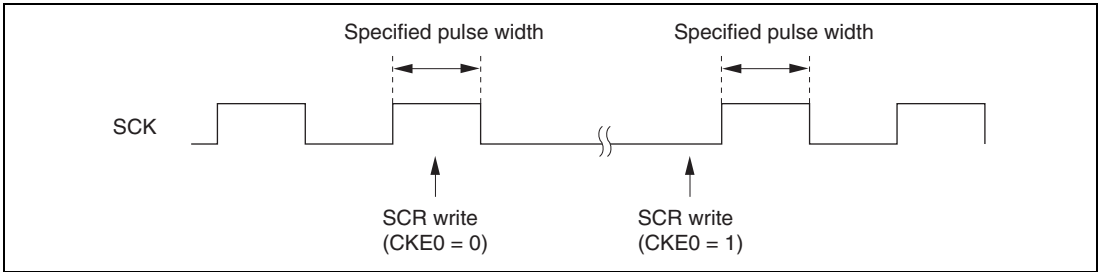 Specified pulse width
Specified pulse width
SCK
SCR write
(CKE0 = 0)
SCR write
(CKE0 = 1)